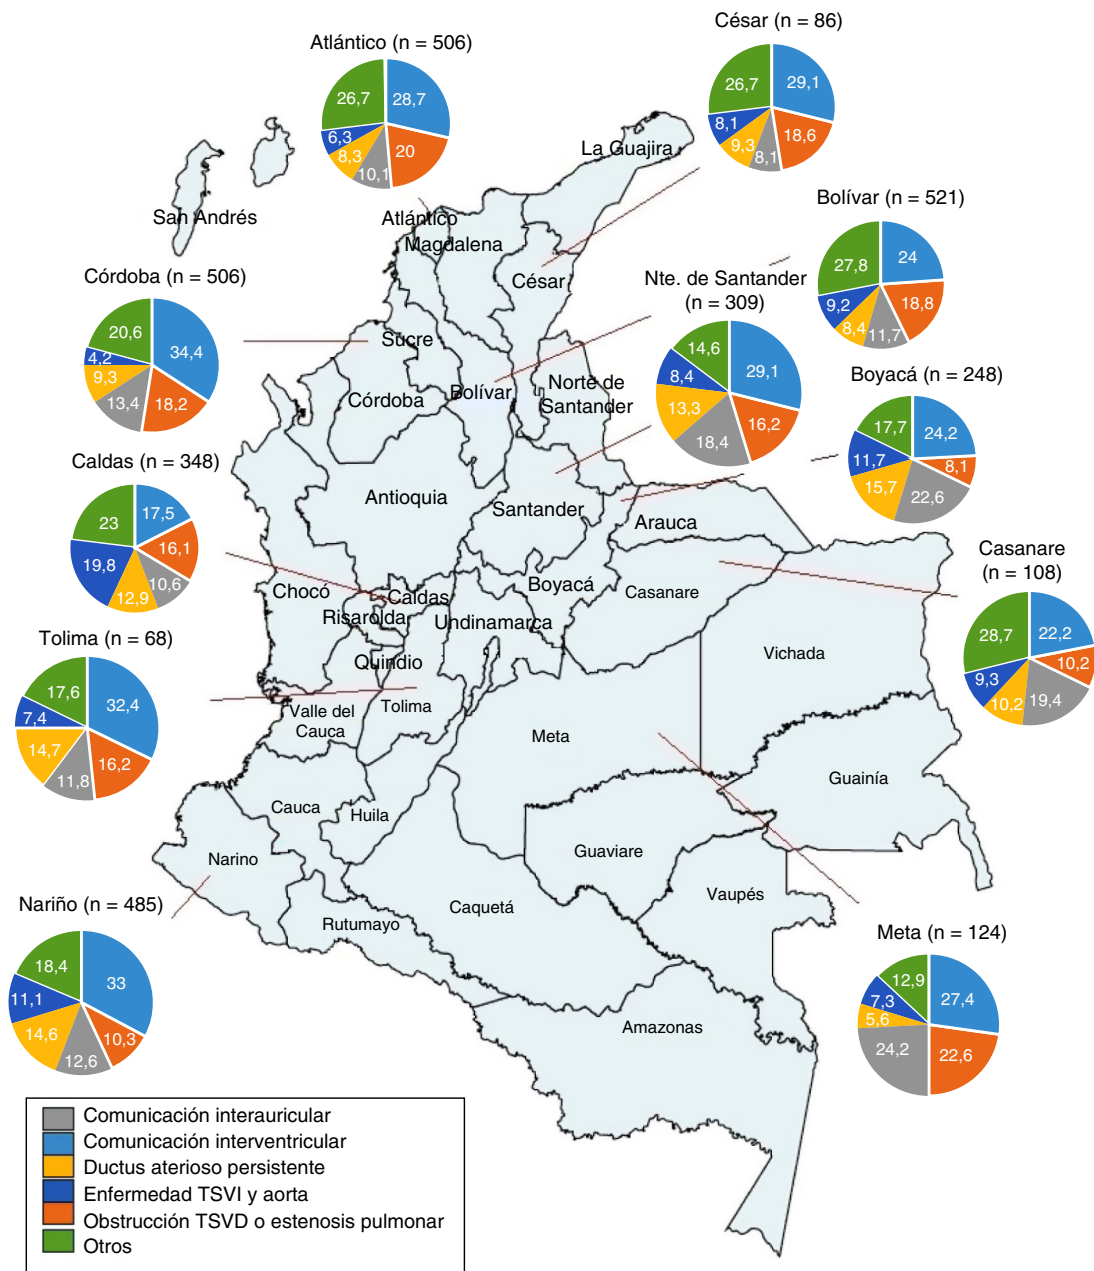 César (n = 86)
29,1
18,6
8,1
9,3
8,1
26,7
Atlántico (n = 506)
28,7
20
10,1
8,3
6,3
26,7
La Guajira
San Andrés
Atlántico
Magdalena
César
Bolívar (n = 521)
24
18,8
11,7
8,4
9,2
27,8
Córdoba (n = 506)
34,4
18,2
13,4
9,3
4,2
20,6
Nte. de Santander
(n = 309)
29,1
16,2
18,4
13,3
8,4
14,6
Sucre
Córdoba
Bolívar
Norte de
Santander
Boyacá (n = 248)
24,2
8,1
22,6
15,7
11,7
17,7
Caldas (n = 348)
17,5
16,1
10,6
12,9
19,8
23
Antioquia
Santander
Arauca
Boyacá
Casanare
Casanare
(n = 108)
22,2
10,2
19,4
10,2
9,3
28,7
Chocó
Caldas
Risarolda
Undinamarca
Quindio
Tolima
Valle del
Cauca
Vichada
Meta
Guainía
Tolima (n = 68)
32,4
16,2
11,8
14,7
7,4
17,6
Cauca
Huila
Narino
Guaviare
Vaupés
Caquetá
Rutumayo
Amazonas
Nariño (n = 485)
33
10,3
12,6
14,6
11,1
18,4
Meta (n = 124)
27,4
22,6
24,2
5,6
7,3
12,9
Comunicación interauricular
Comunicación interventricular
Ductus aterioso persistente
Enfermedad TSVI y aorta
Obstrucción TSVD o estenosis pulmonar
Otros